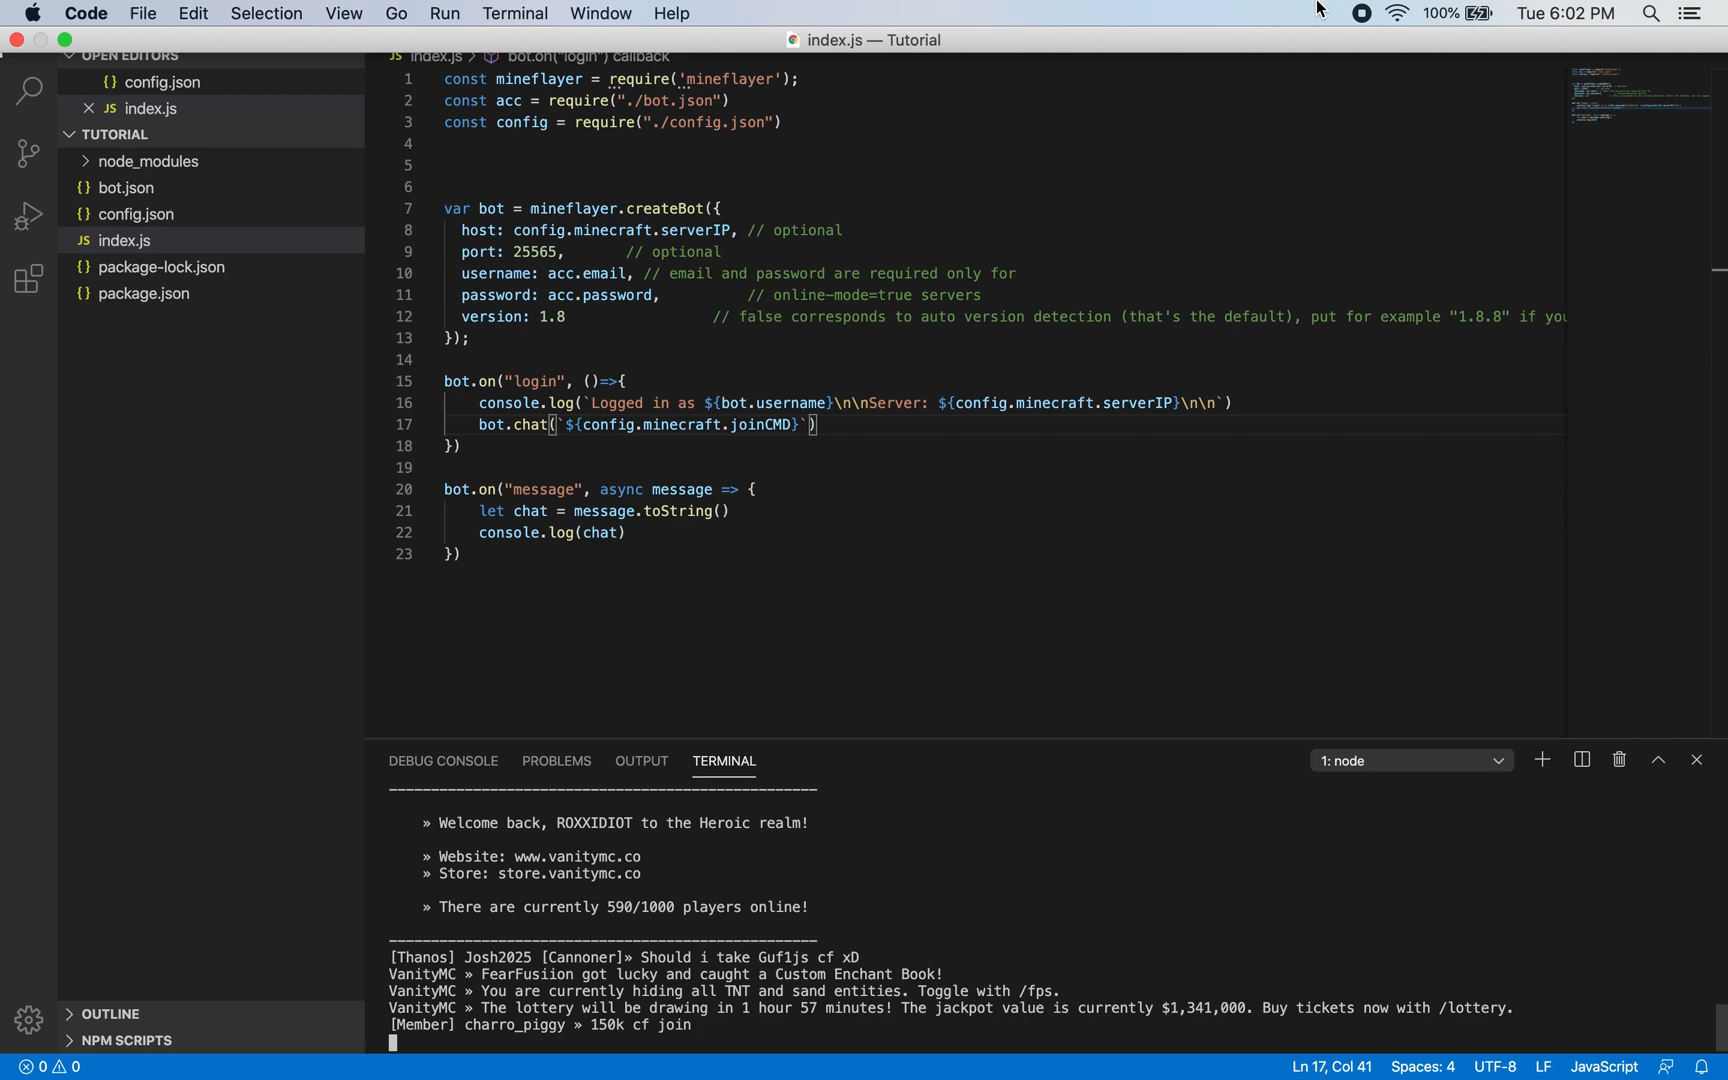 Code File Edit Selection View Go Run Terminal Window Help 100% Tue 6:02 PM
index.js — Tutorial
OPEN EDITORS
config.json
JS index.js
TUTORIAL
node_modules
{} bot.json
{} config.json
JS index.js
{} package-lock.json
{} package.json
OUTLINE
NPM SCRIPTS
JS index.js > bot.on("login") callback
1 const mineflayer = require('mineflayer');
2 const acc = require("./bot.json")
3 const config = require("./config.json")
4
5
6
7 var bot = mineflayer.createBot({
8 host: config.minecraft.serverIP, // optional
9 port: 25565, // optional
10 username: acc.email, // email and password are required only for
11 password: acc.password, // online-mode=true servers
12 version: 1.8 // false corresponds to auto version detection (that's the default), put for example "1.8.8" if you
13 });
14
15 bot.on("login", ()=>{
16 console.log(`Logged in as ${bot.username}\n\nServer: ${config.minecraft.serverIP}\n\n`)
17 bot.chat(`${config.minecraft.joinCMD}`)
18 })
19
20 bot.on("message", async message => {
21 let chat = message.toString()
22 console.log(chat)
23 })
DEBUG CONSOLE PROBLEMS OUTPUT TERMINAL 1: node
» Welcome back, ROXXIDIOT to the Heroic realm!
» Website: www.vanitymc.co
» Store: store.vanitymc.co
» There are currently 590/1000 players online!
[Thanos] Josh2025 [Cannoner]» Should i take Guf1js cf xD
VanityMC » FearFusiion got lucky and caught a Custom Enchant Book!
VanityMC » You are currently hiding all TNT and sand entities. Toggle with /fps.
VanityMC » The lottery will be drawing in 1 hour 57 minutes! The jackpot value is currently $1,341,000. Buy tickets now with /lottery.
[Member] charro_piggy » 150k cf join
0 0 Ln 17, Col 41 Spaces: 4 UTF-8 LF JavaScript